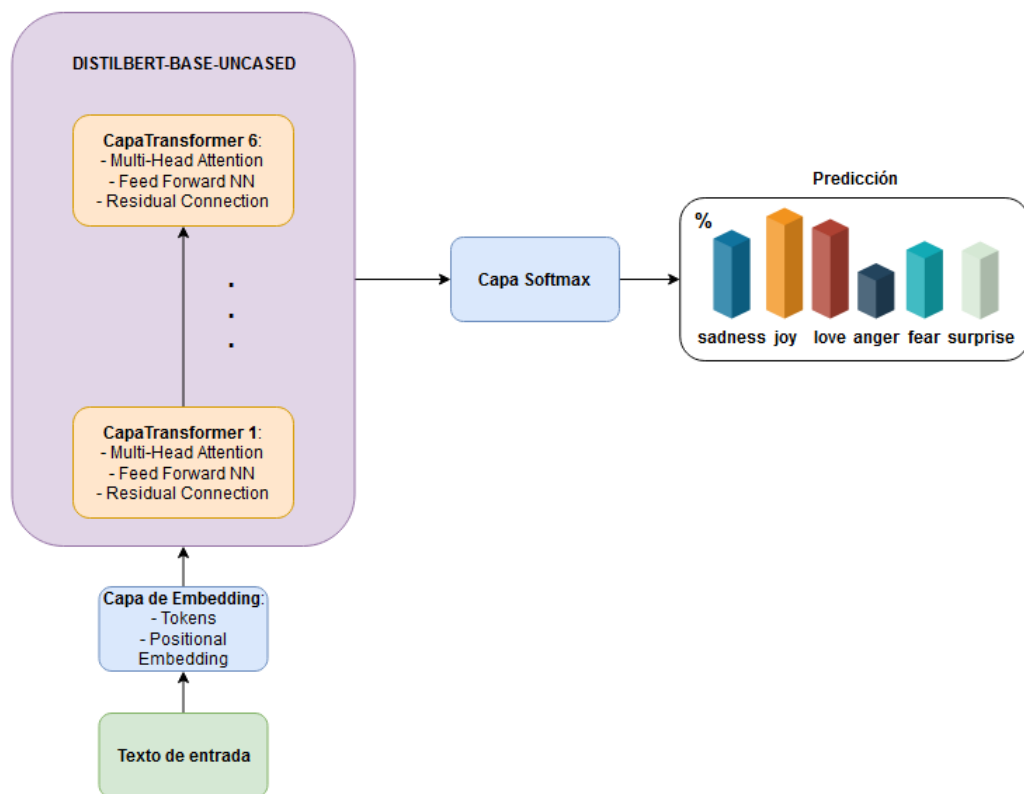 DISTILBERT-BASE-UNCASED
CapaTransformer 6:
- Multi-Head Attention
- Feed Forward NN
- Residual Connection
.
.
.
CapaTransformer 1:
- Multi-Head Attention
- Feed Forward NN
- Residual Connection
Capa de Embedding:
- Tokens
- Positional
Embedding
Texto de entrada
Capa Softmax
Predicción
%
sadness joy love anger fear surprise